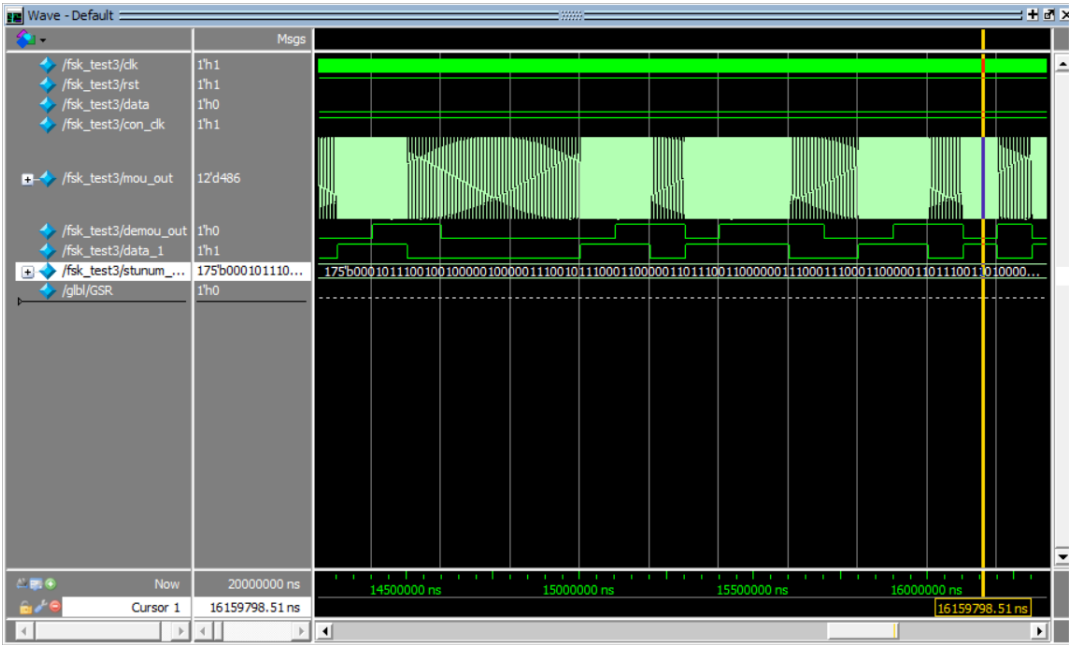 Wave - Default
Msgs
/fsk_test3/clk 1'h1
/fsk_test3/rst 1'h1
/fsk_test3/data 1'h0
/fsk_test3/con_clk 1'h1
/fsk_test3/mou_out 12'd486
/fsk_test3/demou_out 1'h0
/fsk_test3/data_1 1'h1
/fsk_test3/stunum_... 175'b000101110...
/glbl/GSR 1'h0
Now 20000000 ns 14500000 ns 15000000 ns 15500000 ns 16000000 ns
Cursor 1 16159798.51 ns 16159798.51 ns